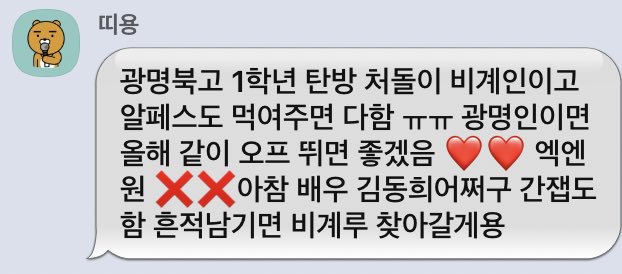 띠용
광명북고 1학년 탄방 처돌이 비계인이고
알페스도 먹여주면 다함 ㅠㅠ 광명인이면
올해 같이 오프 뛰면 좋겠음 ❤️❤️ 엑엔
원 ❌❌아참 배우 김동희어쩌구 간잽도
함 흔적남기면 비계루 찾아갈게용